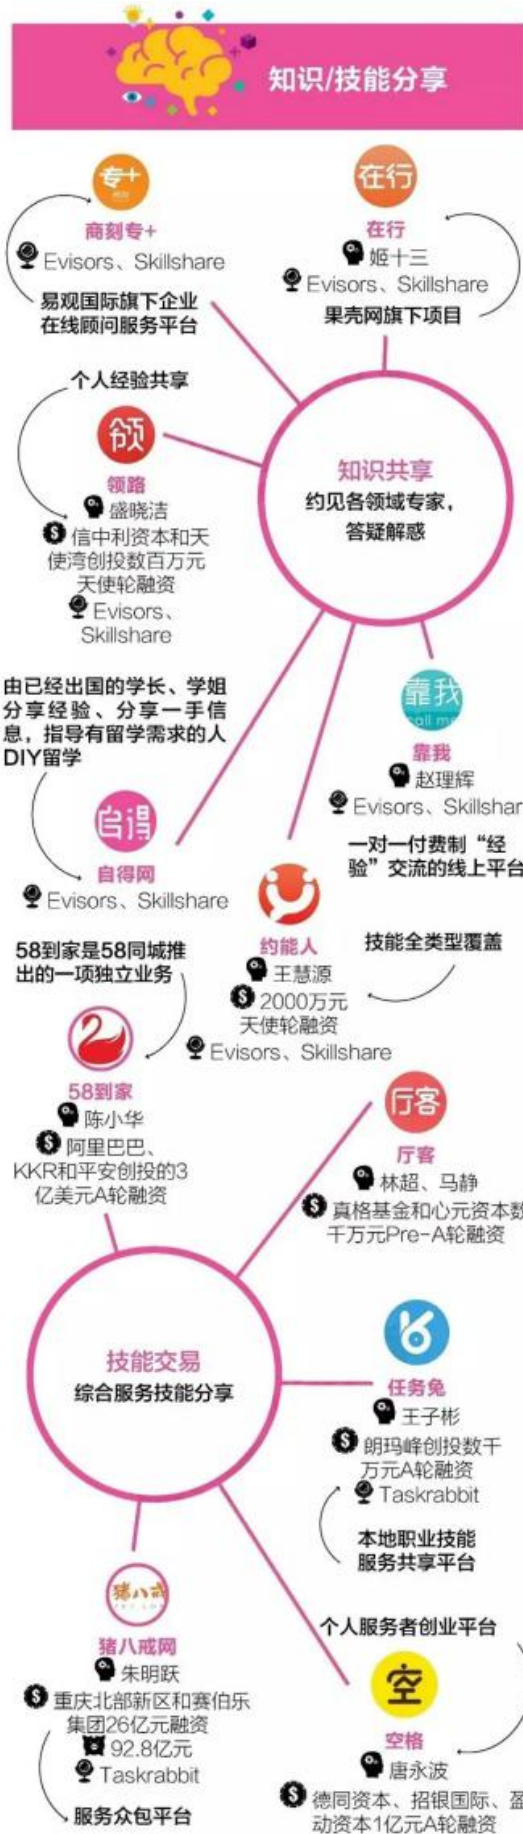 知识/技能分享
专+
商刻专+
Evisors、Skillshare
易观国际旗下企业
在线顾问服务平台
在行
在行
姬十三
Evisors、Skillshare
果壳网旗下项目
个人经验共享
领
领路
盛晓洁
信中利资本和天
使湾创投数百万元
天使轮融资
Evisors、
Skillshare
知识共享
约见各领域专家，
答疑解惑
由已经出国的学长、学姐
分享经验、分享一手信
息，指导有留学需求的人
DIY留学
自得
自得网
Evisors、Skillshare
靠我
call me
靠我
赵理辉
Evisors、Skillshar
一对一付费制“经
验”交流的线上平台
约能人
王慧源
2000万元
天使轮融资
Evisors、Skillshare
技能全类型覆盖
58到家是58同城推
出的一项独立业务
58到家
陈小华
阿里巴巴、
KKR和平安创投的3
亿美元A轮融资
厅客
厅客
林超、马静
真格基金和心元资本数
千万元Pre-A轮融资
技能交易
综合服务技能分享
任务兔
王子彬
朗玛峰创投数千
万元A轮融资
Taskrabbit
本地职业技能
服务共享平台
猪八戒
猪八戒网
朱明跃
重庆北部新区和赛伯乐
集团26亿元融资
92.8亿元
Taskrabbit
服务众包平台
个人服务者创业平台
空
空格
唐永波
德同资本、招银国际、盈
动资本1亿元A轮融资